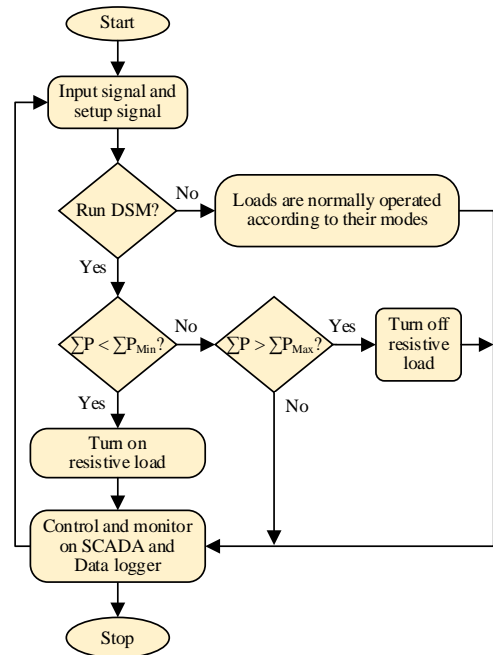 Start
Input signal and
setup signal
Run DSM?
No
Loads are normally operated
according to their modes
Yes
∑P < ∑PMin?
No
∑P > ∑PMax?
Yes
Turn off
resistive
load
Yes
No
Turn on
resistive load
Control and monitor
on SCADA and
Data logger
Stop